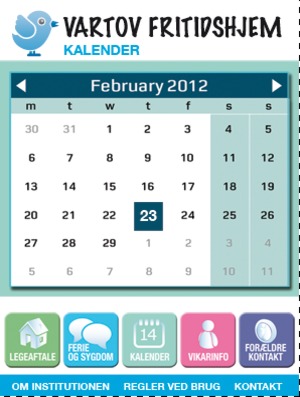 VARTOV FRITIDSHJEM
KALENDER
February 2012
m t w t f s s
30 31 1 2 3 4 5
6 7 8 9 10 11 12
13 14 15 16 17 18 19
20 21 22 23 24 25 26
27 28 29 1 2 3 4
5 6 7 8 9 10 11
LEGEAFTALE
FERIE
OG SYGDOM
14
KALENDER
VIKARINFO
FORÆLDRE
KONTAKT
OM INSTITUTIONEN REGLER VED BRUG KONTAKT